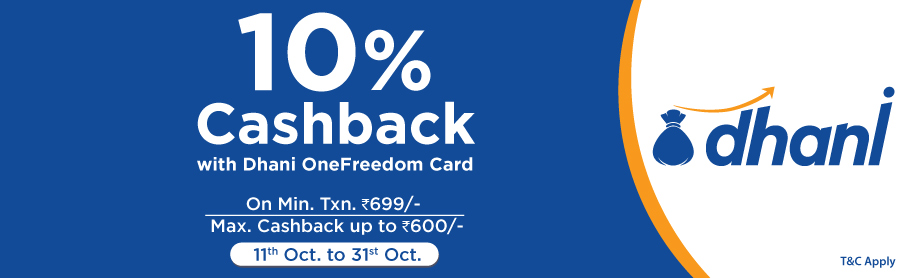 10%
Cashback
with Dhani OneFreedom Card
On Min. Txn. ₹699/-
Max. Cashback up to ₹600/-
11th Oct. to 31st Oct.
dhani
T&C Apply